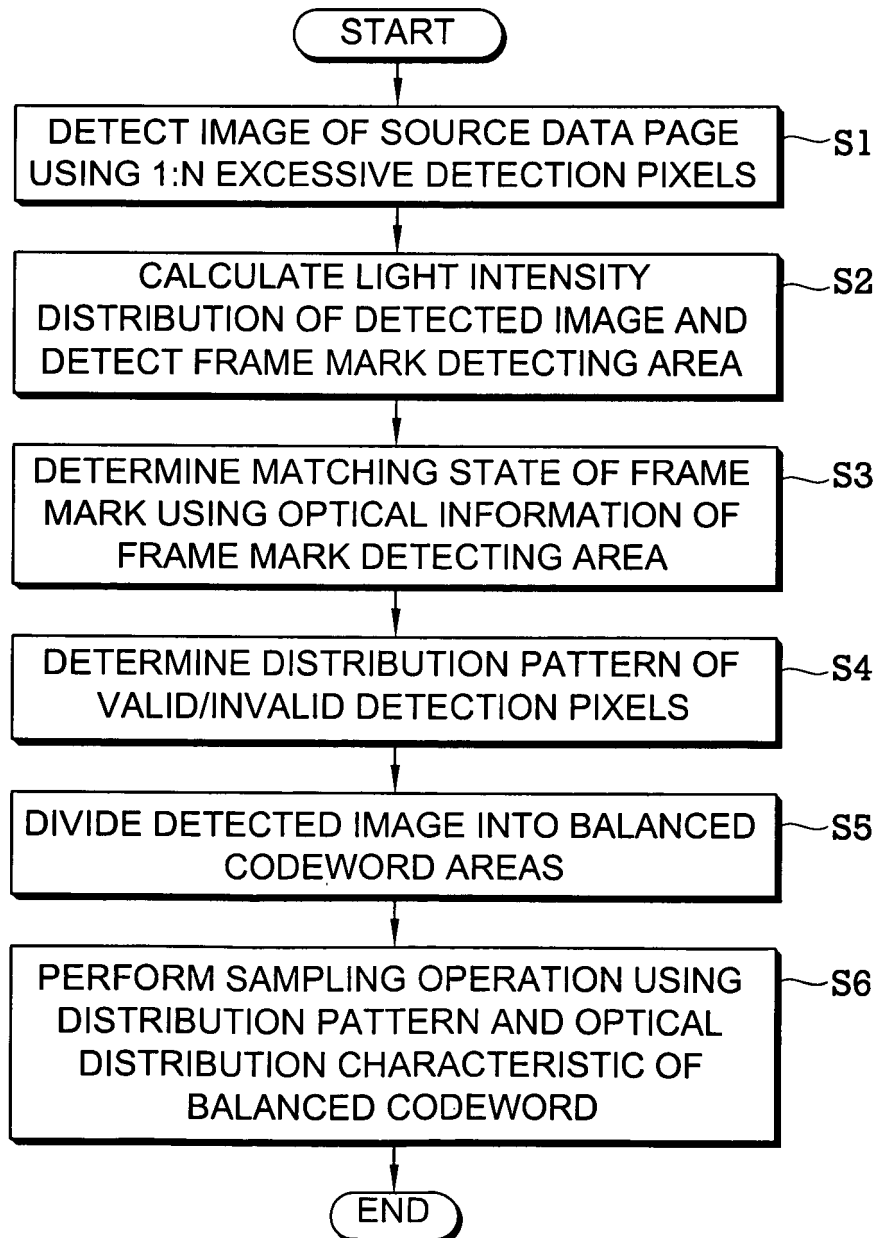 START
DETECT IMAGE OF SOURCE DATA PAGE
USING 1:N EXCESSIVE DETECTION PIXELS
S1
CALCULATE LIGHT INTENSITY
DISTRIBUTION OF DETECTED IMAGE AND
DETECT FRAME MARK DETECTING AREA
S2
DETERMINE MATCHING STATE OF FRAME
MARK USING OPTICAL INFORMATION OF
FRAME MARK DETECTING AREA
S3
DETERMINE DISTRIBUTION PATTERN OF
VALID/INVALID DETECTION PIXELS
S4
DIVIDE DETECTED IMAGE INTO BALANCED
CODEWORD AREAS
S5
PERFORM SAMPLING OPERATION USING
DISTRIBUTION PATTERN AND OPTICAL
DISTRIBUTION CHARACTERISTIC OF
BALANCED CODEWORD
S6
END